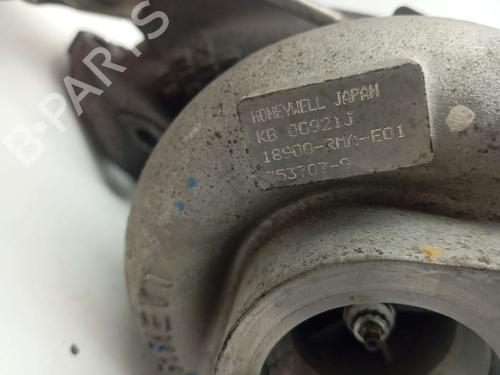 HONEYWELL JAPAN
KB 00921J
18900-RMA-E01
753707-9
B-PARTS